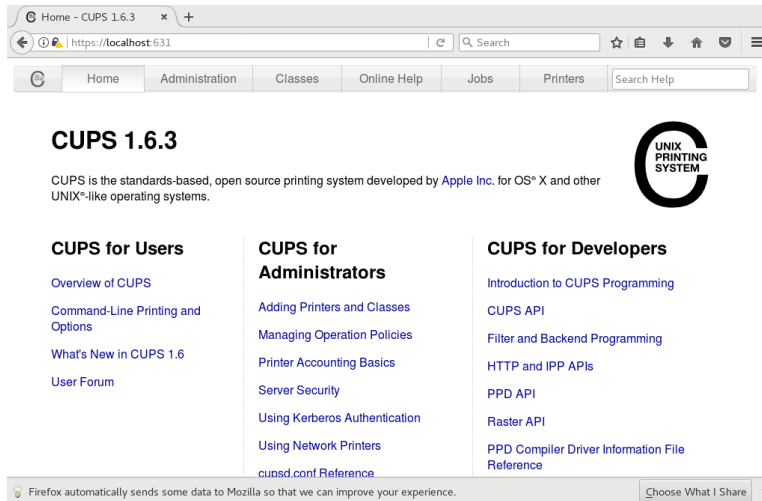 Home - CUPS 1.6.3
https://localhost:631
Search
Home
Administration
Classes
Online Help
Jobs
Printers
Search Help
CUPS 1.6.3
CUPS is the standards-based, open source printing system developed by Apple Inc. for OS® X and other
UNIX®-like operating systems.
UNIX
PRINTING
SYSTEM
CUPS for Users
Overview of CUPS
Command-Line Printing and
Options
What's New in CUPS 1.6
User Forum
CUPS for
Administrators
Adding Printers and Classes
Managing Operation Policies
Printer Accounting Basics
Server Security
Using Kerberos Authentication
Using Network Printers
cupsd.conf Reference
CUPS for Developers
Introduction to CUPS Programming
CUPS API
Filter and Backend Programming
HTTP and IPP APIs
PPD API
Raster API
PPD Compiler Driver Information File
Reference
Firefox automatically sends some data to Mozilla so that we can improve your experience.
Choose What I Share